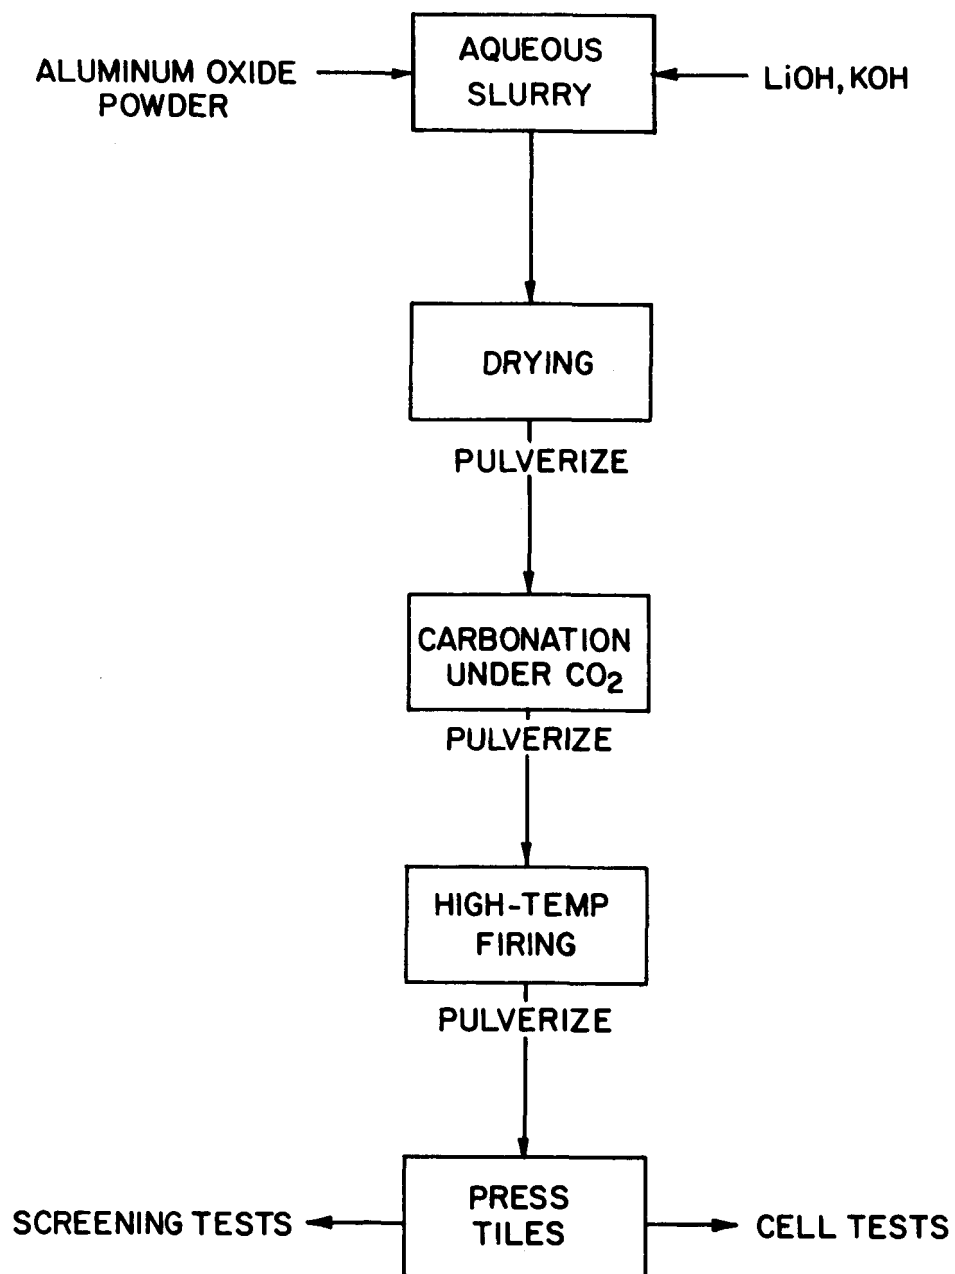 AQUEOUS
SLURRY
ALUMINUM OXIDE
POWDER
LiOH, KOH
DRYING
PULVERIZE
CARBONATION
UNDER CO₂
PULVERIZE
HIGH-TEMP
FIRING
PULVERIZE
PRESS
TILES
SCREENING TESTS
CELL TESTS